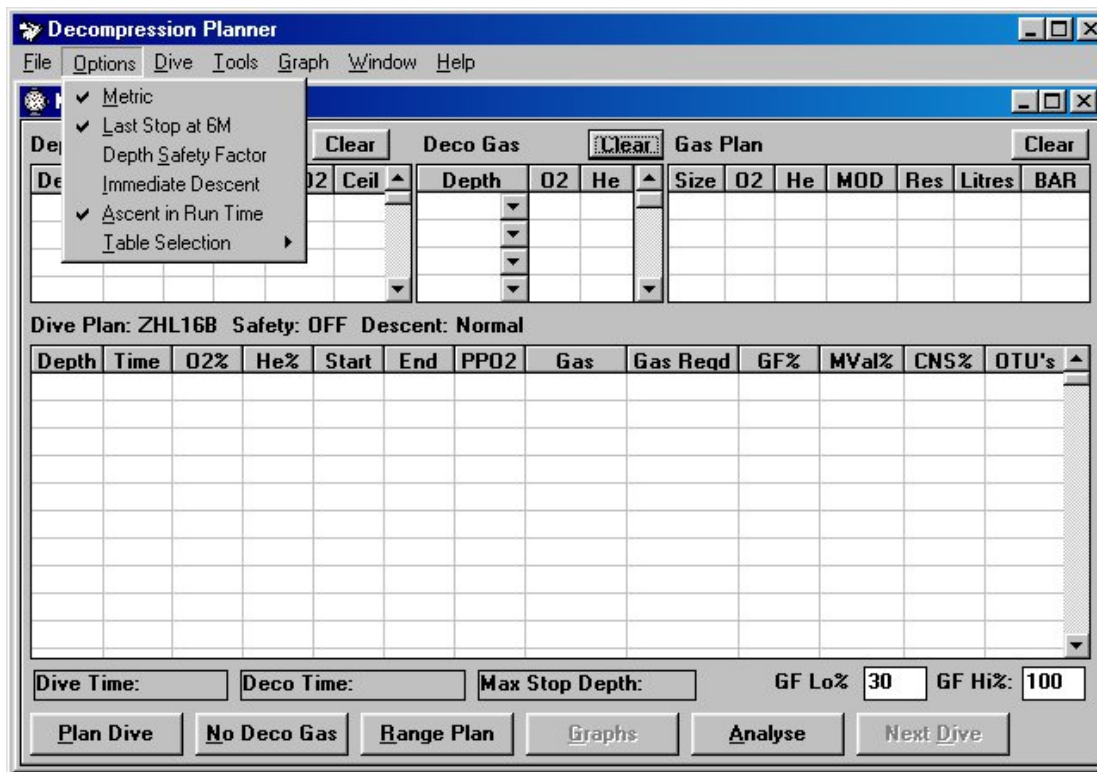 Decompression Planner
File Options Dive Tools Graph Window Help
Metric
Last Stop at 6M
Depth Safety Factor
Immediate Descent
Ascent in Run Time
Table Selection
Clear Deco Gas Clear Gas Plan Clear
Ceil Depth O2 He Size O2 He MOD Res Litres BAR
Dive Plan: ZHL16B Safety: OFF Descent: Normal
Depth Time O2% He% Start End PPO2 Gas Gas Reqd GF% MVal% CNS% OTU's
Dive Time: Deco Time: Max Stop Depth: GF Lo% 30 GF Hi%: 100
Plan Dive No Deco Gas Range Plan Graphs Analyse Next Dive